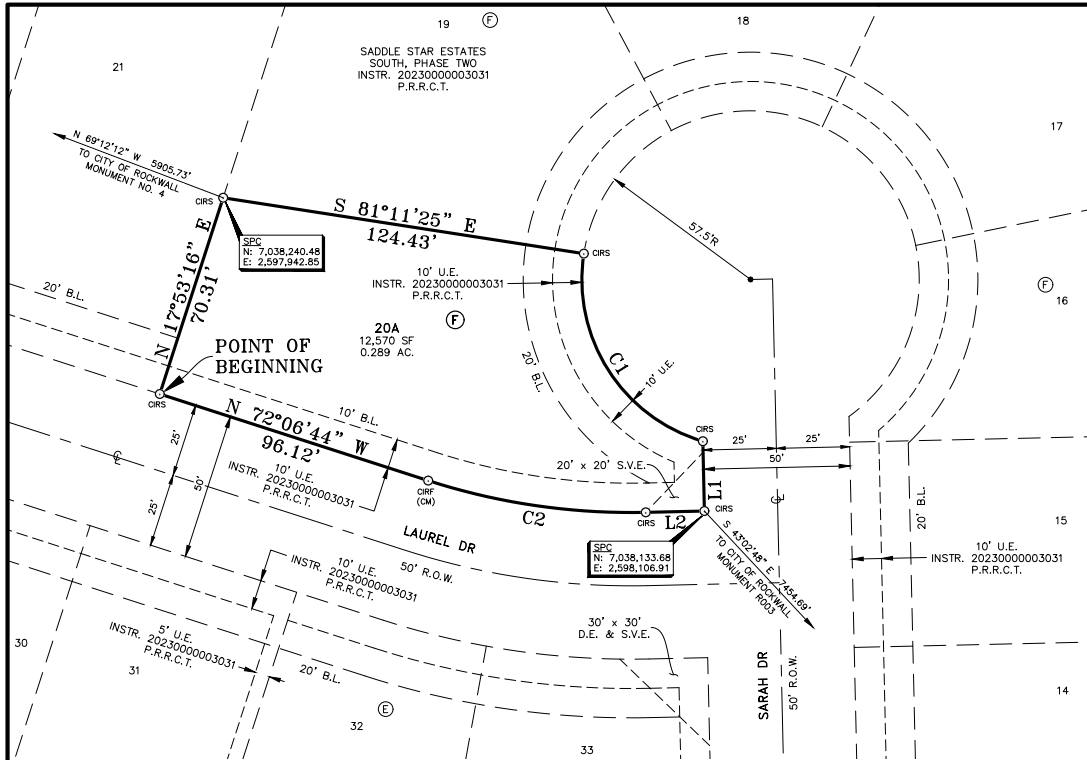 19
F
18
21
SADDLE STAR ESTATES
SOUTH, PHASE TWO
INSTR. 20230000003031
P.R.R.C.T.
17
N 69°12'12" W 5905.73'
TO CITY OF ROCKWALL
MONUMENT NO. 4
CIRS
S 81°11'25" E
124.43'
CIRS
57.5'R
SPC
N: 7,038,240.48
E: 2,597,942.85
N 17°53'16" E
70.31'
10' U.E.
INSTR. 20230000003031
P.R.R.C.T.
F
16
20' B.L.
20A
12,570 SF
0.289 AC.
F
POINT OF
BEGINNING
C1
10' U.E.
20' B.L.
CIRS
N 72°06'44" W
96.12'
10' B.L.
CIRS
25'
25'
50'
25'
50'
25'
℄
10' U.E.
INSTR. 20230000003031
P.R.R.C.T.
CIRF
(CM)
20' x 20' S.V.E.
L1
℄
20' B.L.
C2
CIRS
L2
CIRS
LAUREL DR
50' R.O.W.
SPC
N: 7,038,133.68
E: 2,598,106.91
S 43°02'48" E 7454.69'
TO CITY OF ROCKWALL
MONUMENT R003
15
10' U.E.
INSTR. 20230000003031
P.R.R.C.T.
10' U.E.
INSTR. 20230000003031
P.R.R.C.T.
30
5' U.E.
INSTR. 20230000003031
P.R.R.C.T.
31
20' B.L.
30' x 30'
D.E. & S.V.E.
SARAH DR
50' R.O.W.
14
E
32
33